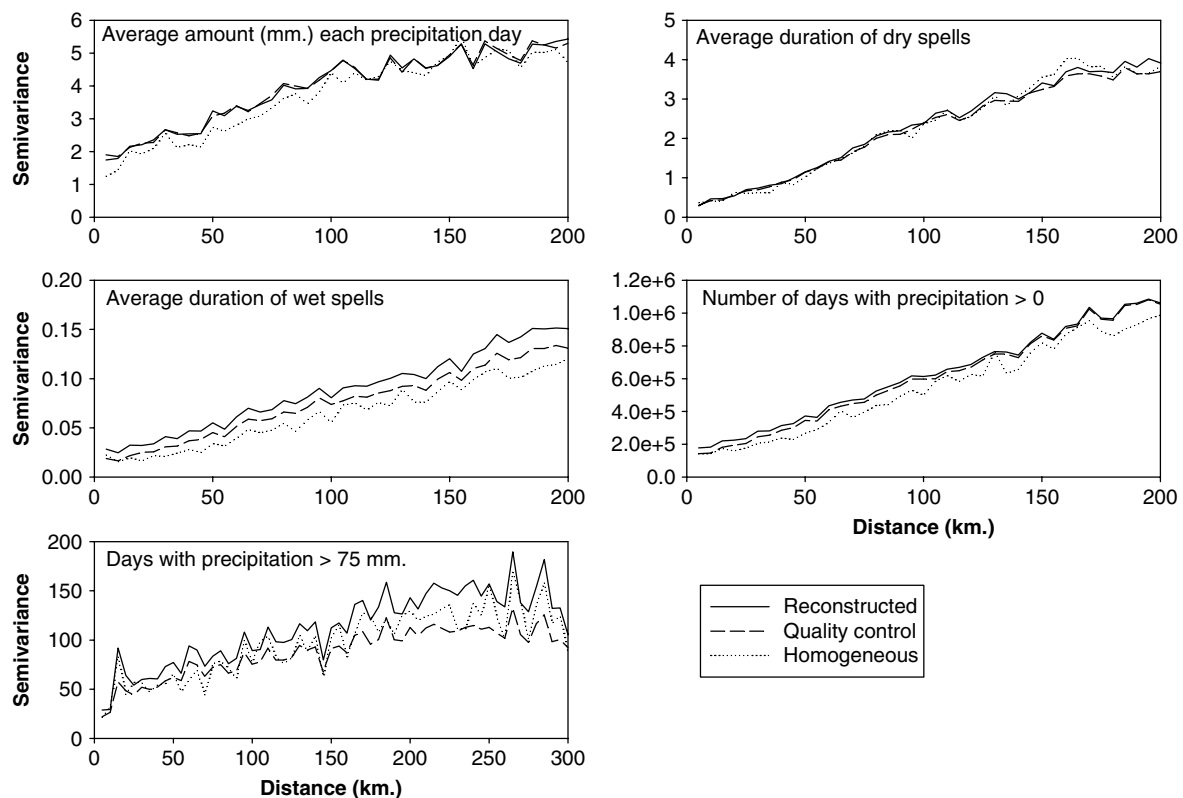 Semivariance
6
5
4
3
2
1
0
Average amount (mm.) each precipitation day
0 50 100 150 200
5
4
3
2
1
0
Average duration of dry spells
0 50 100 150 200
Semivariance
0.20
0.15
0.10
0.05
0.00
Average duration of wet spells
0 50 100 150 200
1.2e+6
1.0e+6
8.0e+5
6.0e+5
4.0e+5
2.0e+5
0.0
Number of days with precipitation > 0
0 50 100 150 200
Distance (km.)
Semivariance
200
150
100
50
0
Days with precipitation > 75 mm.
0 50 100 150 200 250 300
Distance (km.)
Reconstructed
Quality control
Homogeneous